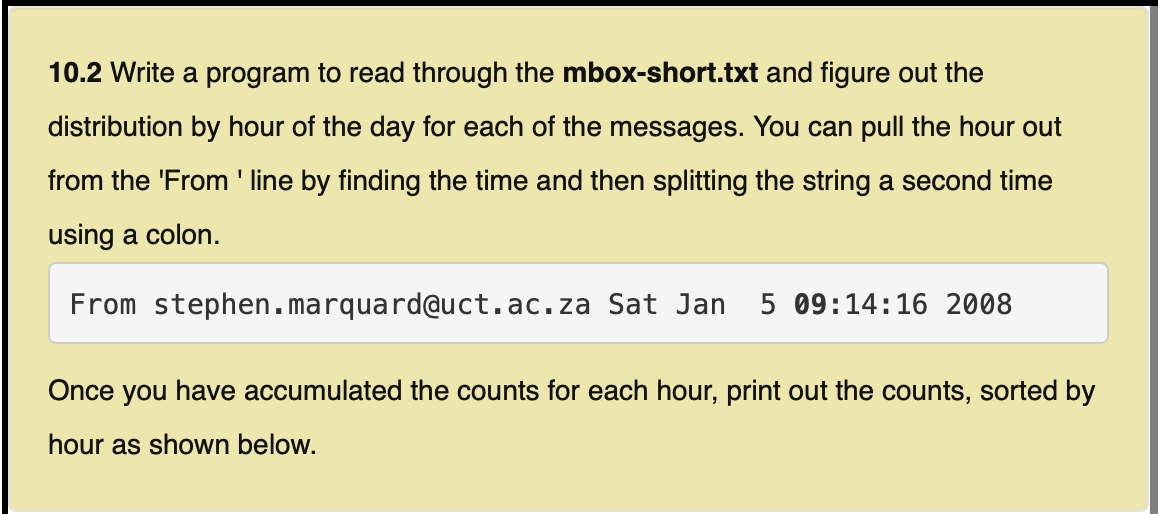 10.2 Write a program to read through the mbox-short.txt and figure out the
distribution by hour of the day for each of the messages. You can pull the hour out
from the 'From ' line by finding the time and then splitting the string a second time
using a colon.
From stephen.marquard@uct.ac.za Sat Jan  5 09:14:16 2008
Once you have accumulated the counts for each hour, print out the counts, sorted by
hour as shown below.